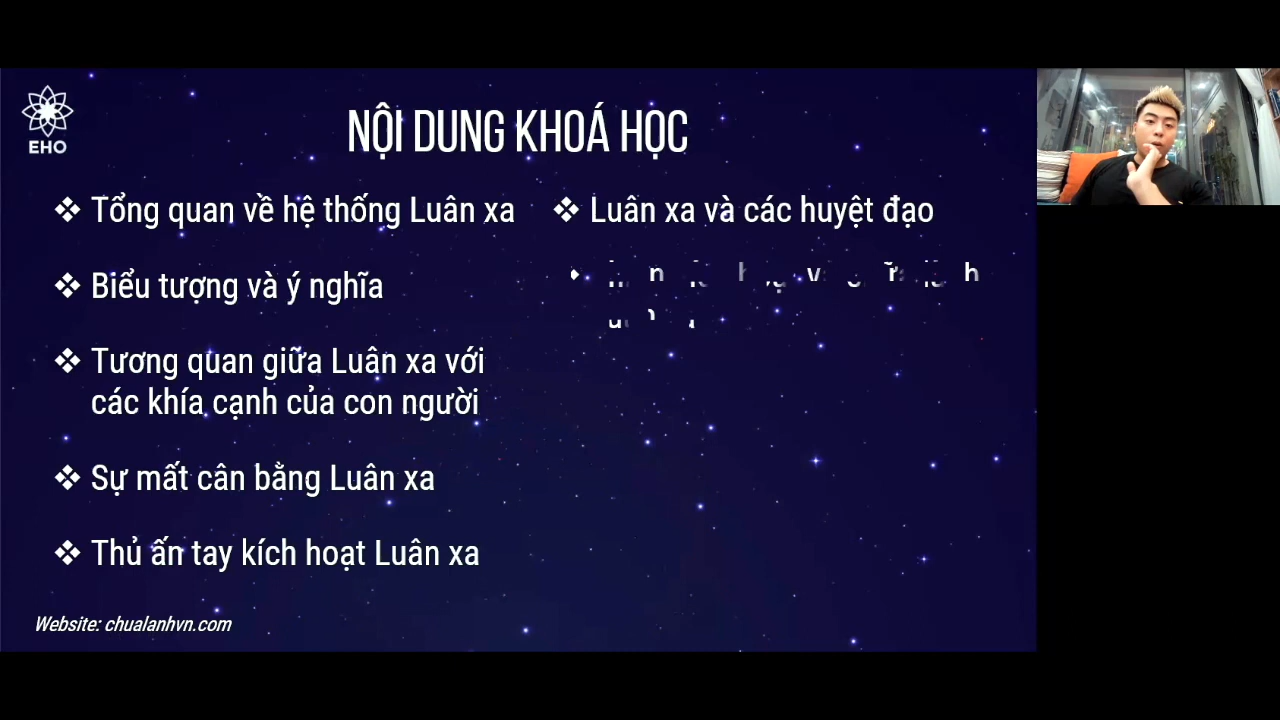 EHO
NỘI DUNG KHOÁ HỌC
❖ Tổng quan về hệ thống Luân xa
❖ Biểu tượng và ý nghĩa
❖ Tương quan giữa Luân xa với
các khía cạnh của con người
❖ Sự mất cân bằng Luân xa
❖ Thủ ấn tay kích hoạt Luân xa
❖ Luân xa và các huyệt đạo
Website: chualanhvn.com